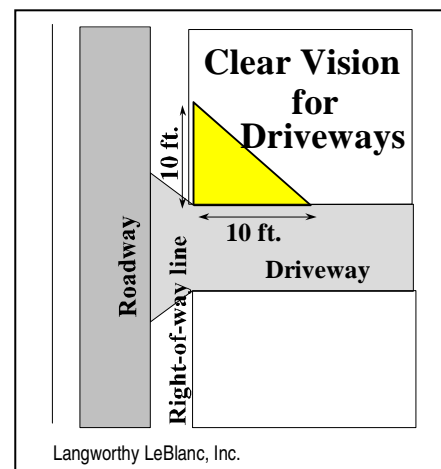 Clear Vision
for
Driveways
10 ft.
10 ft.
Driveway
Roadway
Right-of-way line
Langworthy LeBlanc, Inc.